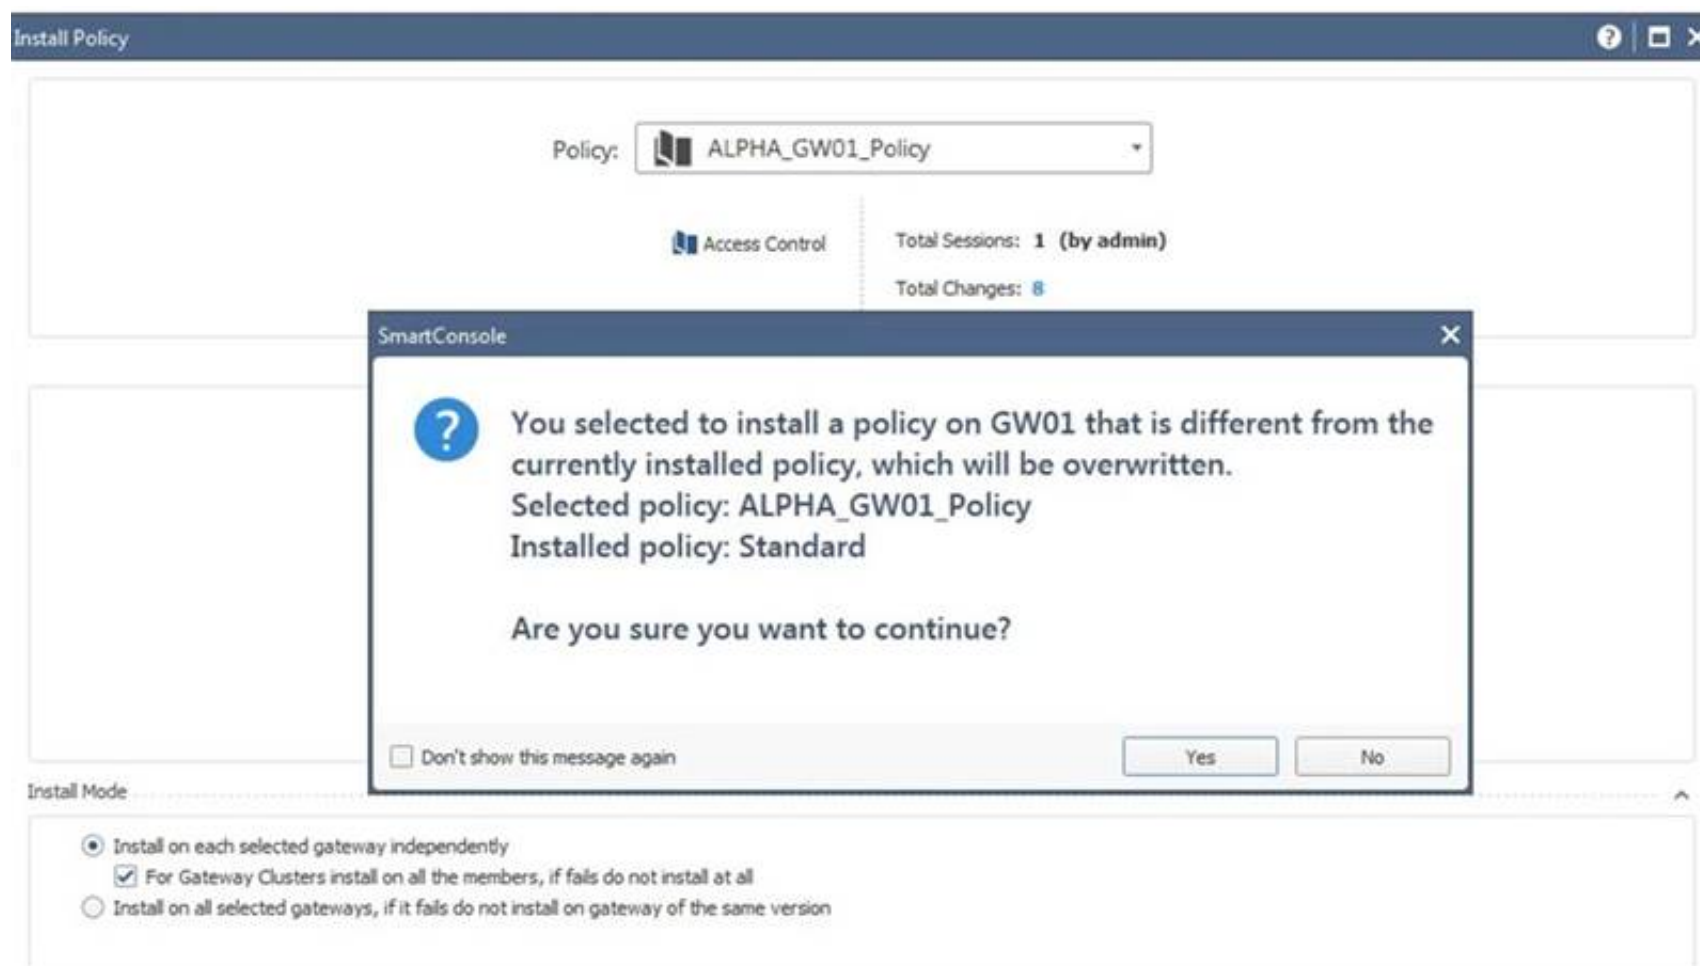 Install Policy
Policy: ALPHA_GW01_Policy
Access Control
Total Sessions: 1 (by admin)
Total Changes: 8
SmartConsole
You selected to install a policy on GW01 that is different from the
currently installed policy, which will be overwritten.
Selected policy: ALPHA_GW01_Policy
Installed policy: Standard
Are you sure you want to continue?
Don't show this message again
Yes
No
Install Mode
Install on each selected gateway independently
For Gateway Clusters install on all the members, if fails do not install at all
Install on all selected gateways, if it fails do not install on gateway of the same version